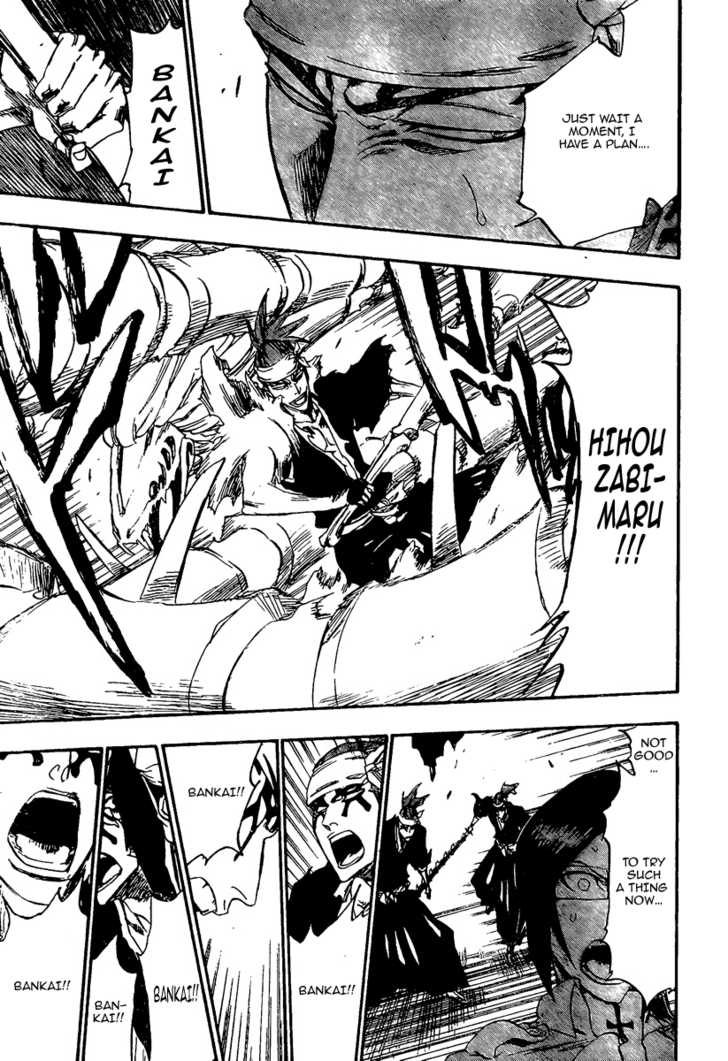 JUST WAIT A
MOMENT, I
HAVE A PLAN....
BANKAI
HIHOU
ZABI-
MARU
!!!
NOT
GOOD
...
TO TRY
SUCH
A THING
NOW...
BANKAI!!
BANKAI!!
BANKAI!!
BAN-
KAI!!
BANKAI!!